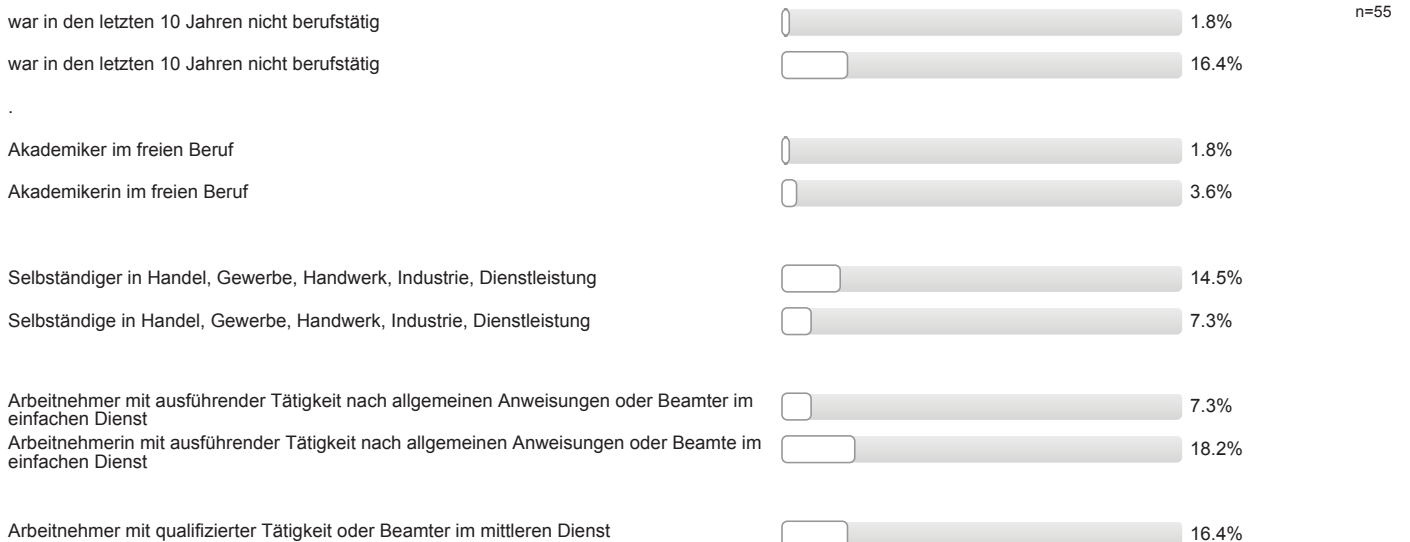 war in den letzten 10 Jahren nicht berufstätig 1.8% n=55
war in den letzten 10 Jahren nicht berufstätig 16.4%
.
Akademiker im freien Beruf 1.8%
Akademikerin im freien Beruf 3.6%
Selbständiger in Handel, Gewerbe, Handwerk, Industrie, Dienstleistung 14.5%
Selbständige in Handel, Gewerbe, Handwerk, Industrie, Dienstleistung 7.3%
Arbeitnehmer mit ausführender Tätigkeit nach allgemeinen Anweisungen oder Beamter im
einfachen Dienst 7.3%
Arbeitnehmerin mit ausführender Tätigkeit nach allgemeinen Anweisungen oder Beamte im
einfachen Dienst 18.2%
Arbeitnehmer mit qualifizierter Tätigkeit oder Beamter im mittleren Dienst 16.4%